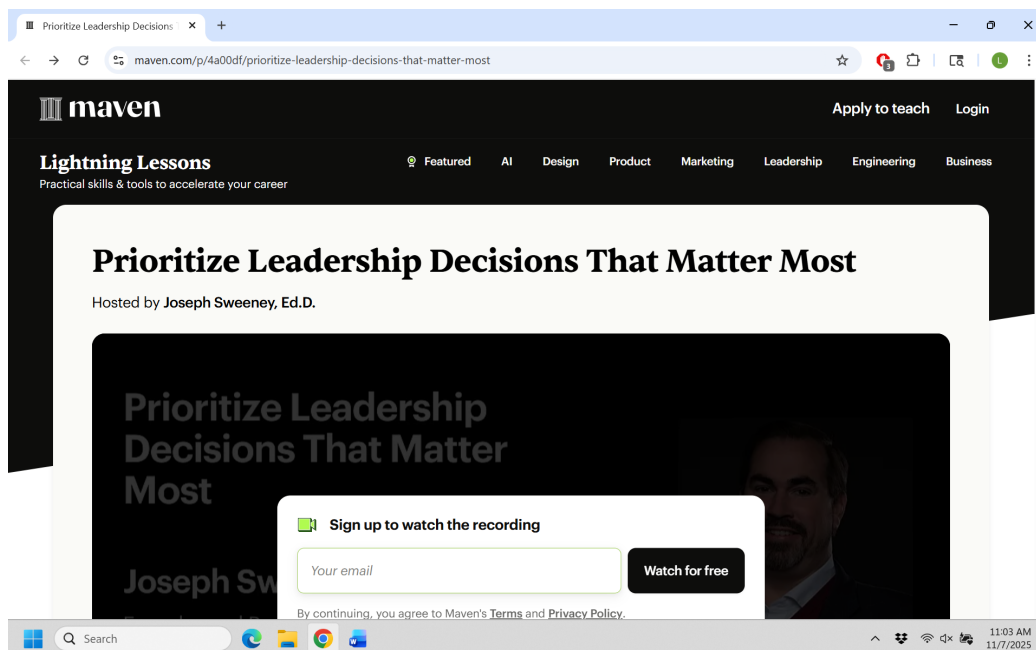 Prioritize Leadership Decisions T
maven.com/p/4a00df/prioritize-leadership-decisions-that-matter-most
3
L
maven
Apply to teach Login
Lightning Lessons
Practical skills & tools to accelerate your career
Featured AI Design Product Marketing Leadership Engineering Business
Prioritize Leadership Decisions That Matter Most
Hosted by Joseph Sweeney, Ed.D.
Prioritize Leadership
Decisions That Matter
Most
Sign up to watch the recording
Your email
Watch for free
Joseph Sw
By continuing, you agree to Maven's Terms and Privacy Policy.
Search
11:03 AM
11/7/2025